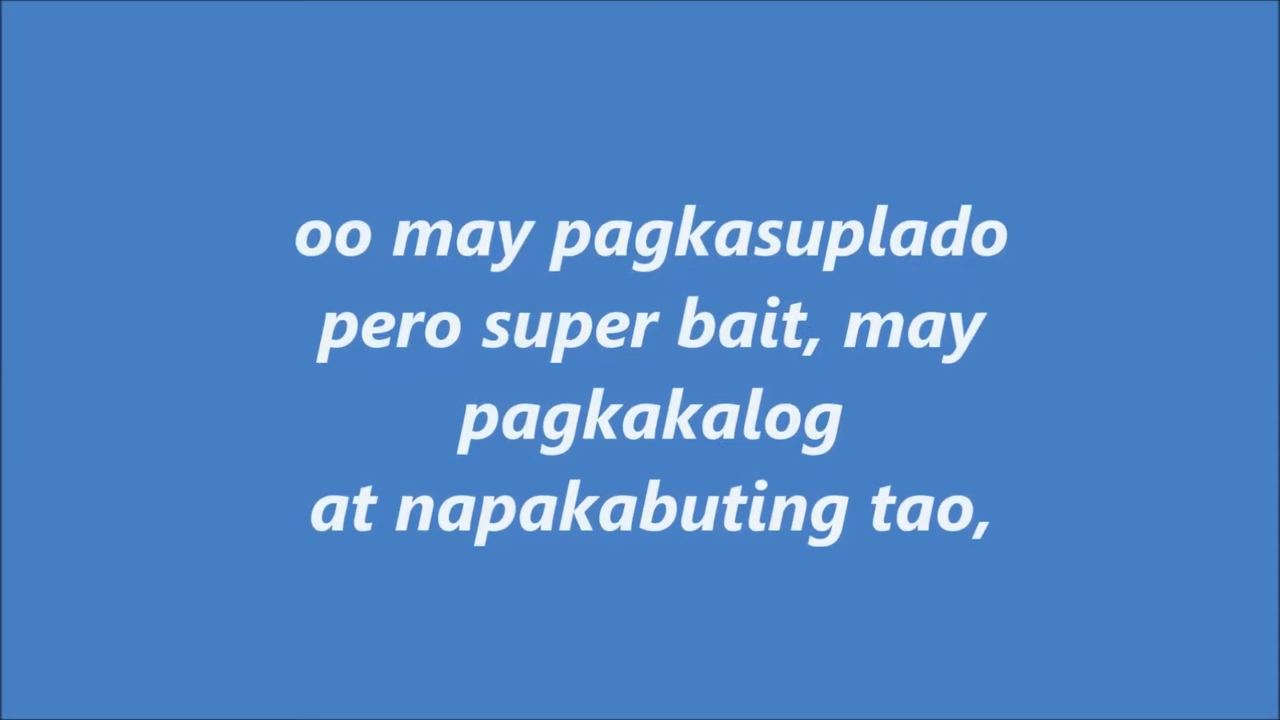 oo may pagkasuplado
pero super bait, may
pagkakalog
at napakabuting tao,